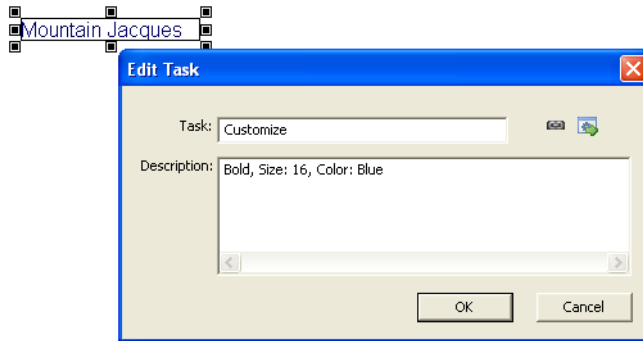 Mountain Jacques
Edit Task
Task: Customize
Description: Bold, Size: 16, Color: Blue
OK Cancel